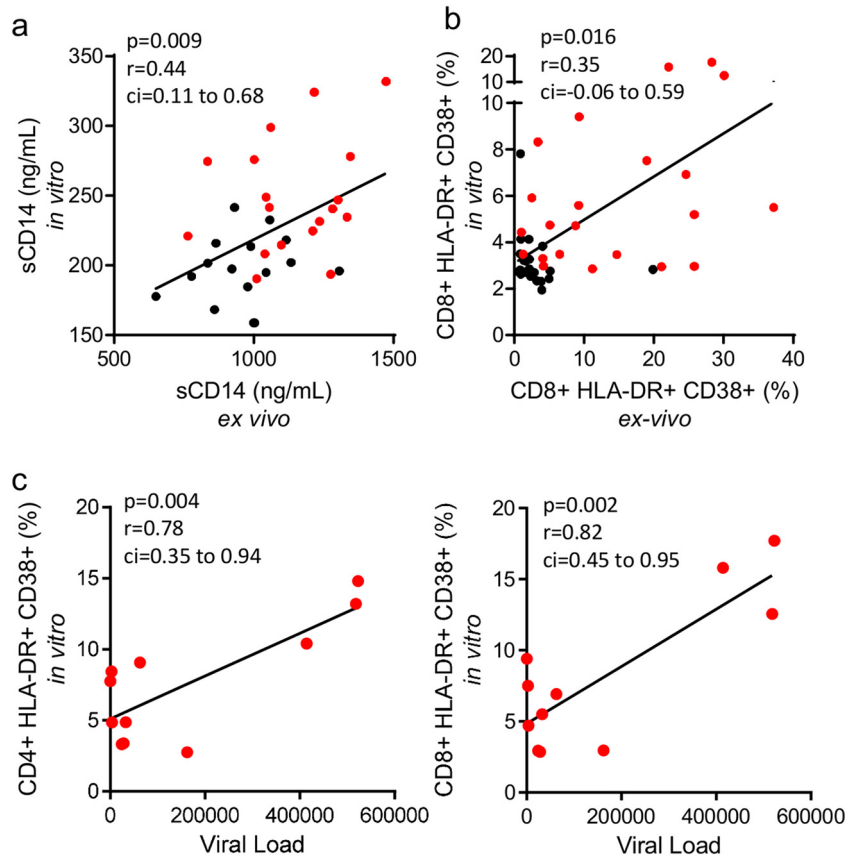 a
p=0.009
r=0.44
ci=0.11 to 0.68
350
300
250
200
150
500
1000
1500
sCD14 (ng/mL)
in vitro
sCD14 (ng/mL)
ex vivo
b
p=0.016
r=0.35
ci=-0.06 to 0.59
20
10
10
8
6
4
2
0
0
10
20
30
40
CD8+ HLA-DR+ CD38+ (%)
in vitro
CD8+ HLA-DR+ CD38+ (%)
ex-vivo
c
p=0.004
r=0.78
ci=0.35 to 0.94
20
15
10
5
0
0
200000
400000
600000
CD4+ HLA-DR+ CD38+ (%)
in vitro
Viral Load
p=0.002
r=0.82
ci=0.45 to 0.95
20
15
10
5
0
0
200000
400000
600000
CD8+ HLA-DR+ CD38+ (%)
in vitro
Viral Load